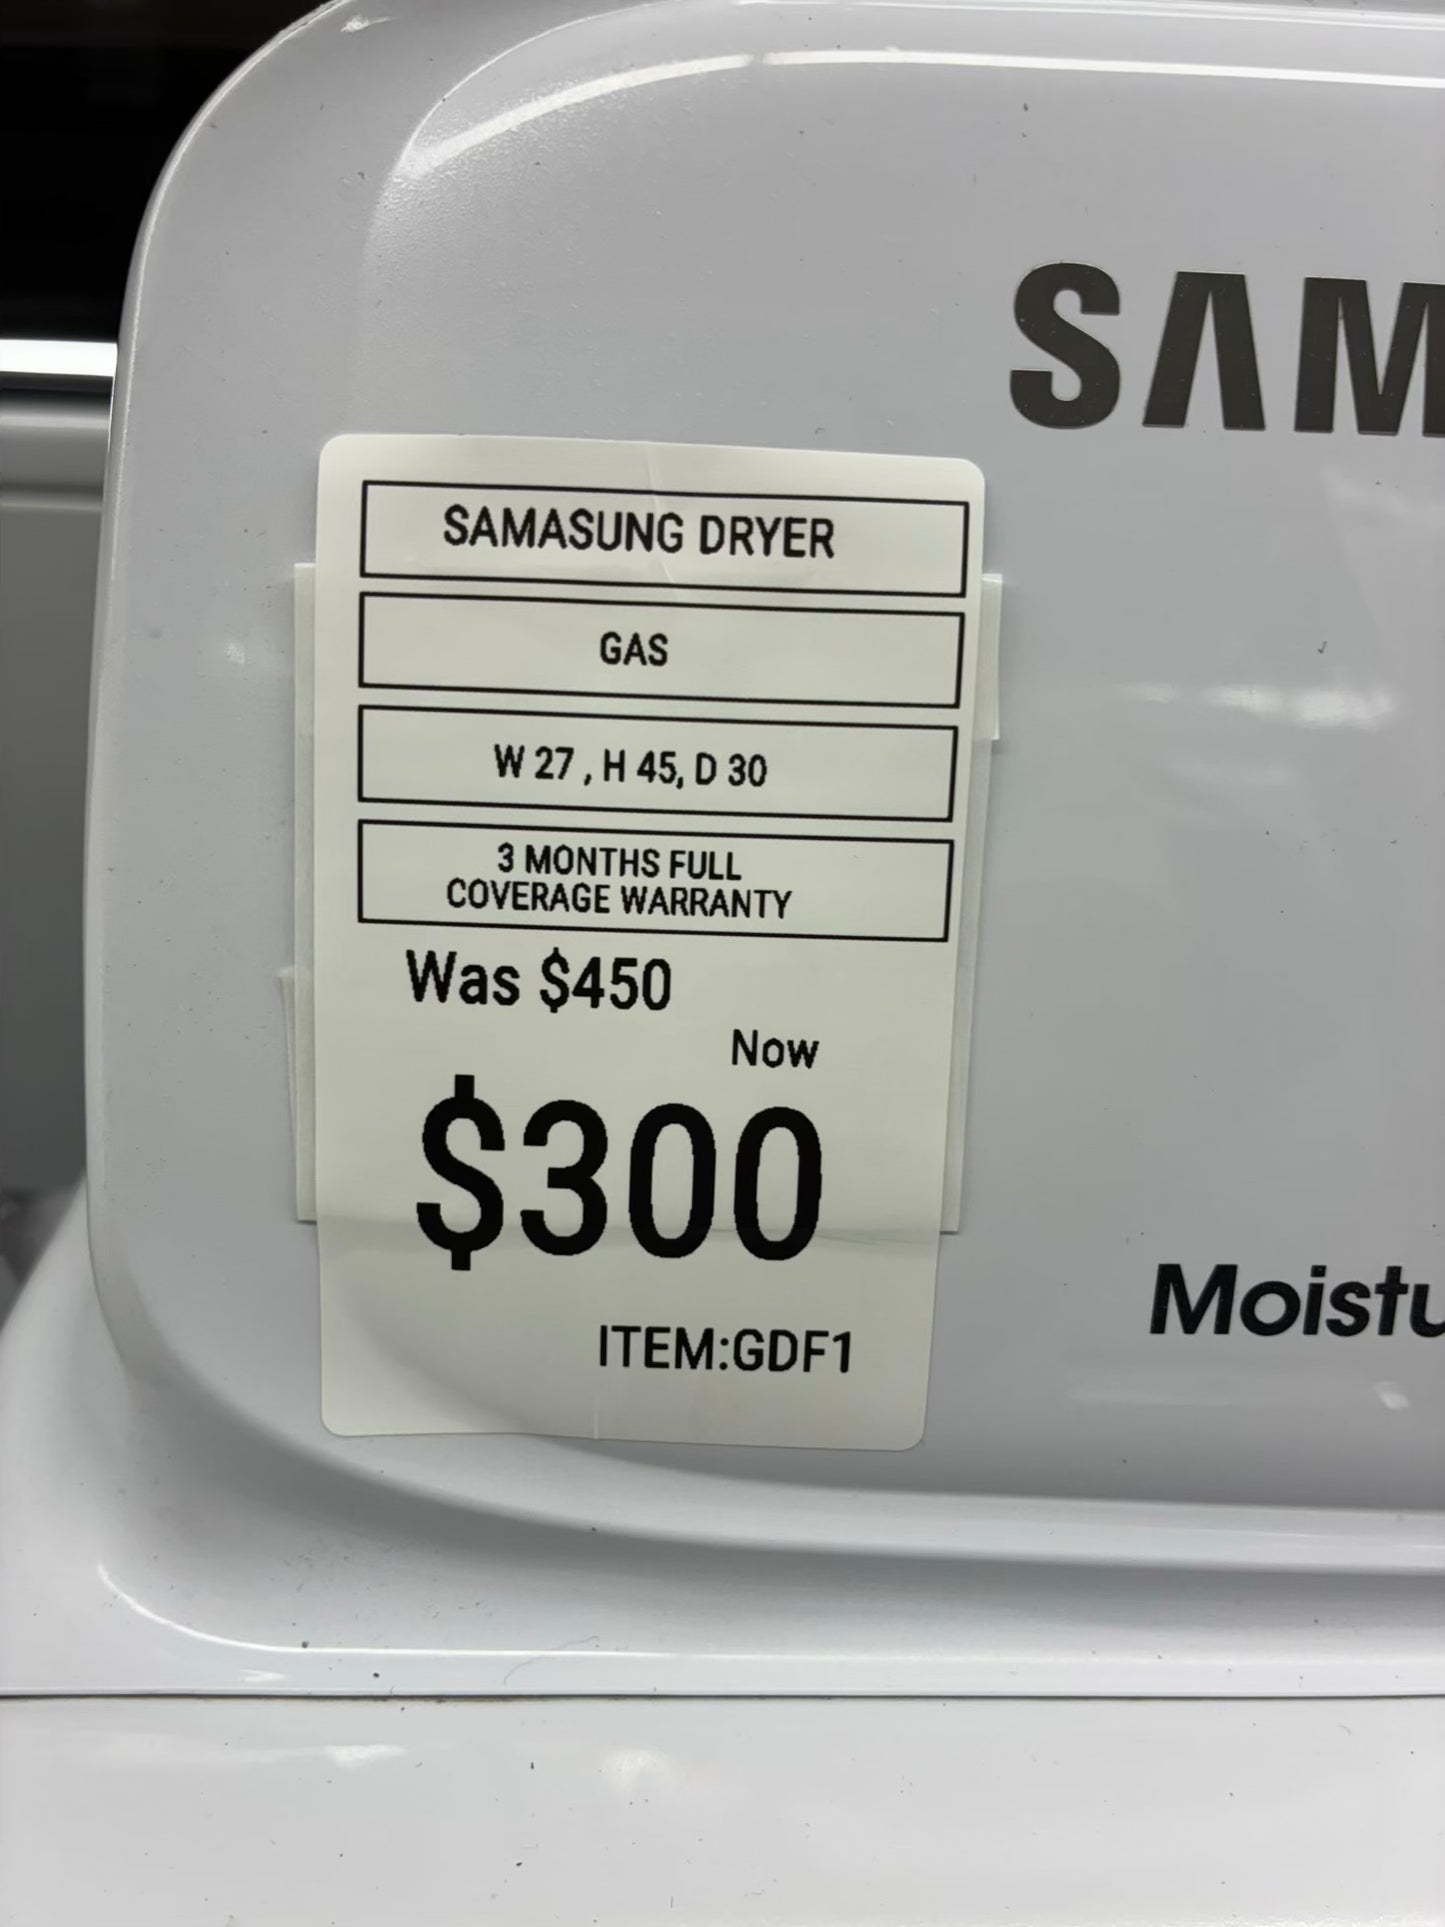 SAM
SAMASUNG DRYER
GAS
W 27 , H 45, D 30
3 MONTHS FULL
COVERAGE WARRANTY
Was $450
Now
$300
Moistu
ITEM:GDF1